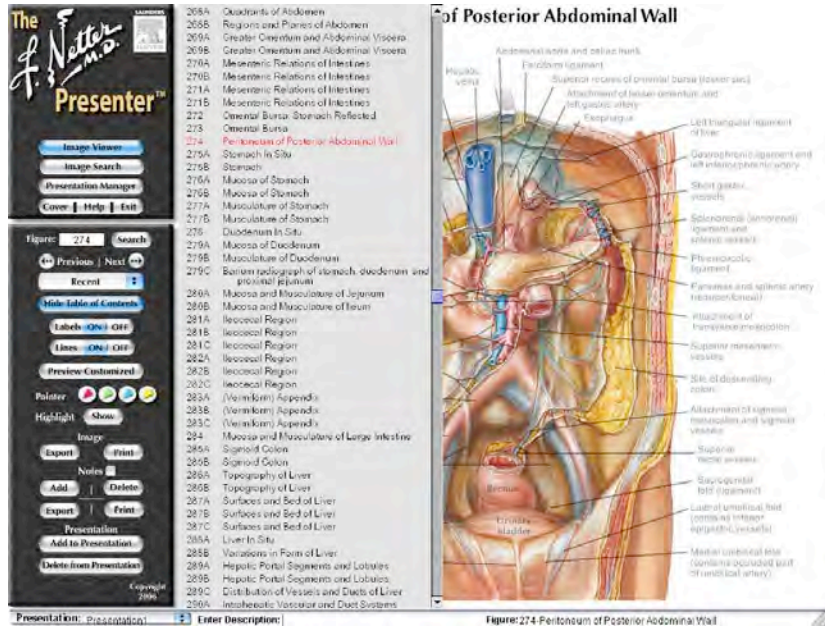 The
F. Netter
M.D.
Presenter™
SAUNDERS
ELSEVIER
Image Viewer
Image Search
Presentation Manager
Cover | Help | Exit
Figure: 274 Search
Previous | Next
Recent
Hide Table of Contents
Labels ON / OFF
Lines ON / OFF
Preview Customized
Pointer
Highlight Show
Image
Export Print
Notes
Add | Delete
Export | Print
Presentation
Add to Presentation
Delete from Presentation
Copyright
2006
268A Quadrants of Abdomen
268B Regions and Planes of Abdomen
269A Greater Omentum and Abdominal Viscera
269B Greater Omentum and Abdominal Viscera
270A Mesenteric Relations of Intestines
270B Mesenteric Relations of Intestines
271A Mesenteric Relations of Intestines
271B Mesenteric Relations of Intestines
272 Omental Bursa: Stomach Reflected
273 Omental Bursa
274 Peritoneum of Posterior Abdominal Wall
275A Stomach In Situ
275B Stomach
276A Mucosa of Stomach
276B Mucosa of Stomach
277A Musculature of Stomach
277B Musculature of Stomach
278 Duodenum In Situ
279A Mucosa of Duodenum
279B Musculature of Duodenum
279C Barium radiograph of stomach, duodenum, and
proximal jejunum
280A Mucosa and Musculature of Jejunum
280B Mucosa and Musculature of Ileum
281A Ileocecal Region
281B Ileocecal Region
281C Ileocecal Region
282A Ileocecal Region
282B Ileocecal Region
282C Ileocecal Region
283A (Vermiform) Appendix
283B (Vermiform) Appendix
283C (Vermiform) Appendix
284 Mucosa and Musculature of Large Intestine
285A Sigmoid Colon
285B Sigmoid Colon
286A Topography of Liver
286B Topography of Liver
287A Surfaces and Bed of Liver
287B Surfaces and Bed of Liver
287C Surfaces and Bed of Liver
288A Liver In Situ
288B Variations in Form of Liver
289A Hepatic Portal Segments and Lobules
289B Hepatic Portal Segments and Lobules
289C Distribution of Vessels and Ducts of Liver
290A Intrahepatic Vascular and Duct Systems
of Posterior Abdominal Wall
Abdominal aorta and celiac trunk
Falciform ligament
Hepatic
veins
Superior recess of omental bursa (lesser sac)
Attachment of lesser omentum and
left gastric artery
Esophagus
Left triangular ligament
of liver
Gastrophrenic ligament and
left inferior phrenic artery
Short gastric
vessels
Splenorenal (lienorenal)
ligament and
splenic vessels
Phrenicocolic
ligament
Pancreas and splenic artery
(retroperitoneal)
Attachment of
transverse mesocolon
Superior mesenteric
vessels
Site of descending
colon
Attachment of sigmoid
mesocolon and sigmoid
vessels
Superior
rectal vessels
Sacrogenital
fold (ligament)
Lateral umbilical fold
(contains inferior
epigastric vessels)
Medial umbilical fold
(contains occluded part
of umbilical artery)
Rectum
Urinary
bladder
Presentation: Presentation1 Enter Description: Figure: 274-Peritoneum of Posterior Abdominal Wall